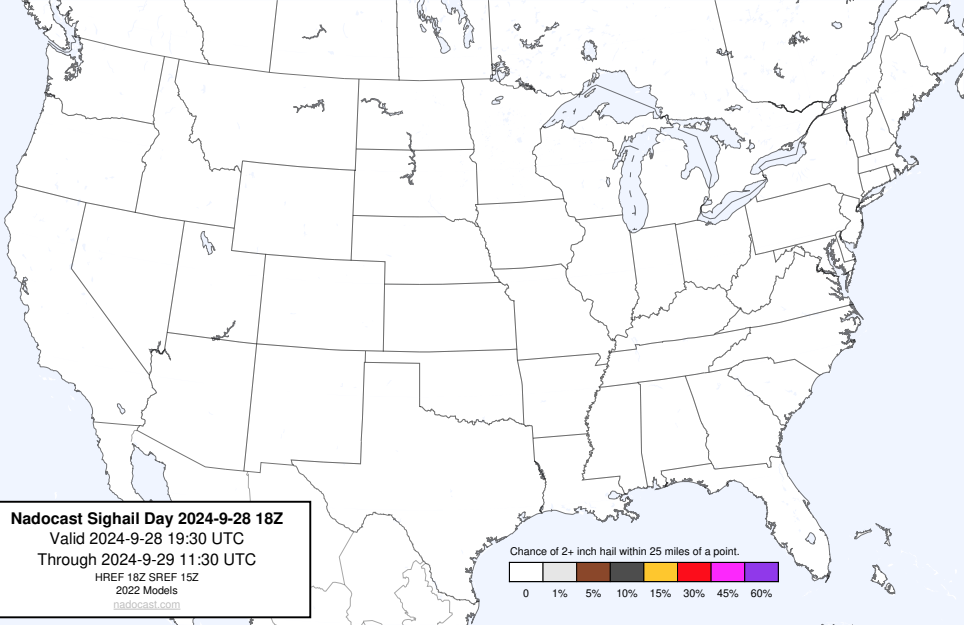 Nadocast Sighail Day 2024-9-28 18Z
Valid 2024-9-28 19:30 UTC
Through 2024-9-29 11:30 UTC
HREF 18Z SREF 15Z
2022 Models
nadocast.com
Chance of 2+ inch hail within 25 miles of a point.
0 1% 5% 10% 15% 30% 45% 60%